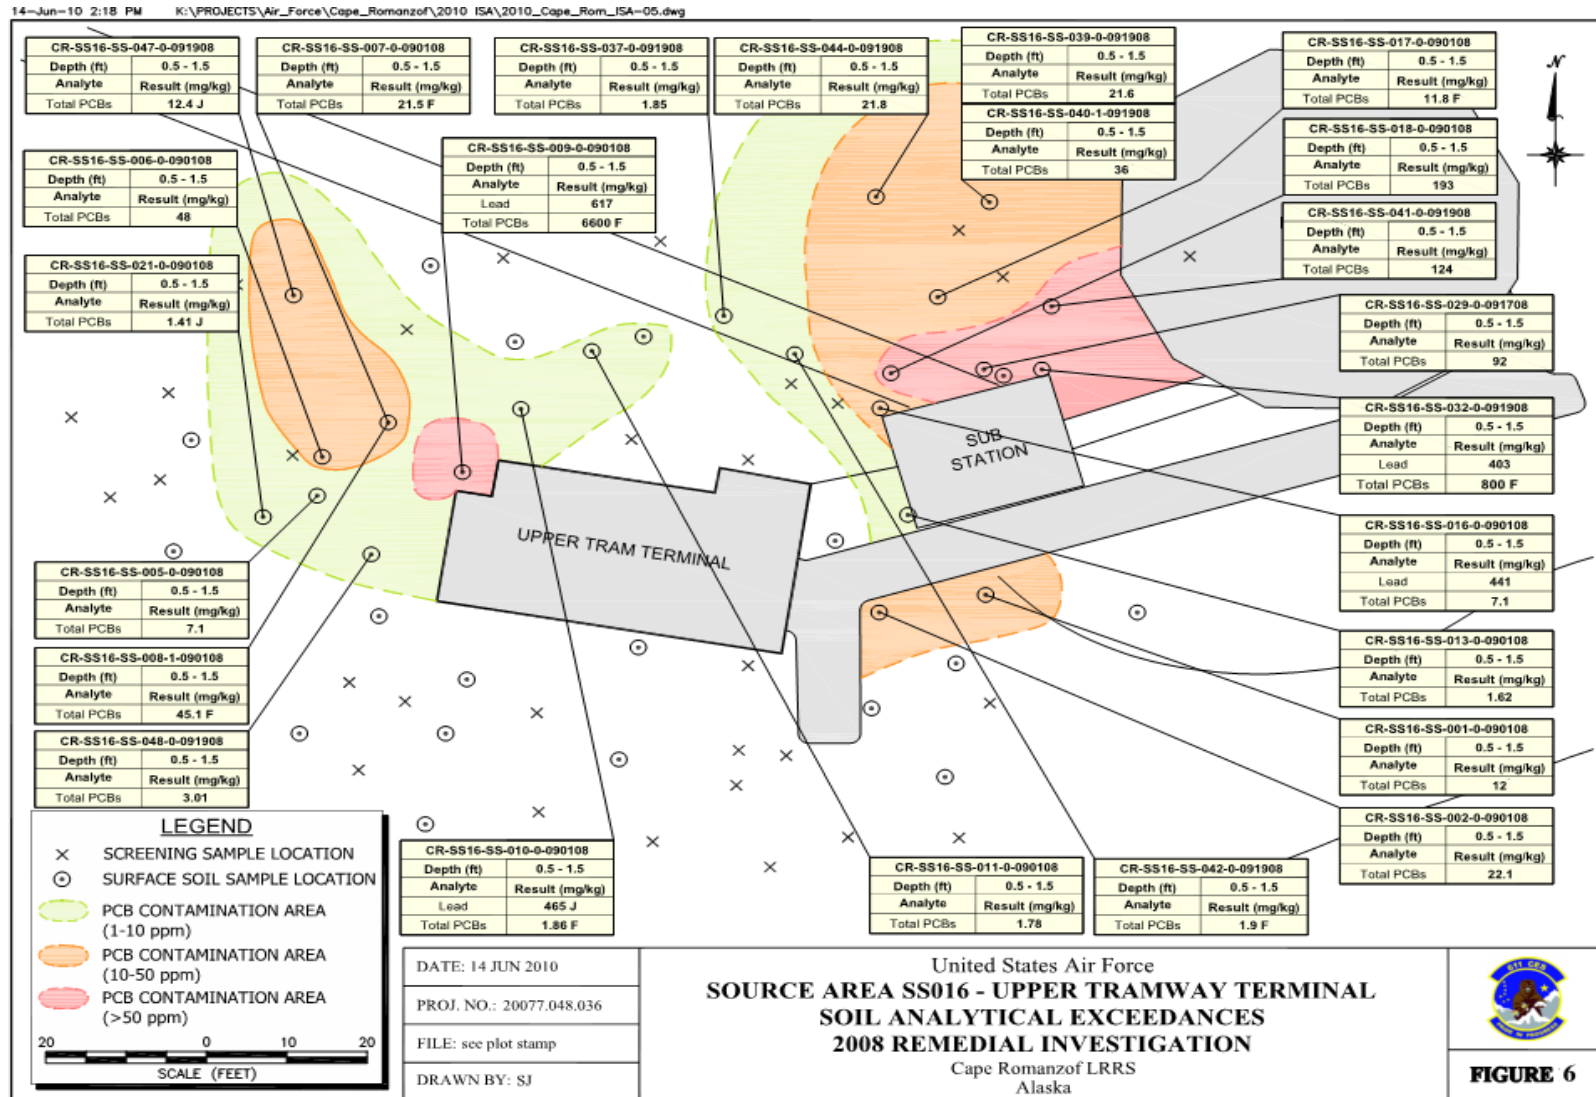 14-Jun-10 2:18 PM K:\PROJECTS\Air_Force\Cape_Romanzof\2010 ISA\2010_Cape_Rom_ISA-05.dwg
CR-SS16-SS-047-0-091908
Depth (ft) 0.5 - 1.5
Analyte Result (mg/kg)
Total PCBs 12.4 J
CR-SS16-SS-007-0-090108
Depth (ft) 0.5 - 1.5
Analyte Result (mg/kg)
Total PCBs 21.5 F
CR-SS16-SS-037-0-091908
Depth (ft) 0.5 - 1.5
Analyte Result (mg/kg)
Total PCBs 1.85
CR-SS16-SS-044-0-091908
Depth (ft) 0.5 - 1.5
Analyte Result (mg/kg)
Total PCBs 21.8
CR-SS16-SS-039-0-091908
Depth (ft) 0.5 - 1.5
Analyte Result (mg/kg)
Total PCBs 21.6
CR-SS16-SS-040-1-091908
Depth (ft) 0.5 - 1.5
Analyte Result (mg/kg)
Total PCBs 36
CR-SS16-SS-017-0-090108
Depth (ft) 0.5 - 1.5
Analyte Result (mg/kg)
Total PCBs 11.8 F
CR-SS16-SS-018-0-090108
Depth (ft) 0.5 - 1.5
Analyte Result (mg/kg)
Total PCBs 193
CR-SS16-SS-041-0-091908
Depth (ft) 0.5 - 1.5
Analyte Result (mg/kg)
Total PCBs 124
N
CR-SS16-SS-006-0-090108
Depth (ft) 0.5 - 1.5
Analyte Result (mg/kg)
Total PCBs 48
CR-SS16-SS-009-0-090108
Depth (ft) 0.5 - 1.5
Analyte Result (mg/kg)
Lead 617
Total PCBs 6600 F
CR-SS16-SS-021-0-090108
Depth (ft) 0.5 - 1.5
Analyte Result (mg/kg)
Total PCBs 1.41 J
CR-SS16-SS-029-0-091708
Depth (ft) 0.5 - 1.5
Analyte Result (mg/kg)
Total PCBs 92
CR-SS16-SS-032-0-091908
Depth (ft) 0.5 - 1.5
Analyte Result (mg/kg)
Lead 403
Total PCBs 800 F
SUB
STATION
UPPER TRAM TERMINAL
CR-SS16-SS-016-0-090108
Depth (ft) 0.5 - 1.5
Analyte Result (mg/kg)
Lead 441
Total PCBs 7.1
CR-SS16-SS-005-0-090108
Depth (ft) 0.5 - 1.5
Analyte Result (mg/kg)
Total PCBs 7.1
CR-SS16-SS-013-0-090108
Depth (ft) 0.5 - 1.5
Analyte Result (mg/kg)
Total PCBs 1.62
CR-SS16-SS-008-1-090108
Depth (ft) 0.5 - 1.5
Analyte Result (mg/kg)
Total PCBs 45.1 F
CR-SS16-SS-001-0-090108
Depth (ft) 0.5 - 1.5
Analyte Result (mg/kg)
Total PCBs 12
CR-SS16-SS-048-0-091908
Depth (ft) 0.5 - 1.5
Analyte Result (mg/kg)
Total PCBs 3.01
CR-SS16-SS-002-0-090108
Depth (ft) 0.5 - 1.5
Analyte Result (mg/kg)
Total PCBs 22.1
CR-SS16-SS-010-0-090108
Depth (ft) 0.5 - 1.5
Analyte Result (mg/kg)
Lead 465 J
Total PCBs 1.86 F
CR-SS16-SS-011-0-090108
Depth (ft) 0.5 - 1.5
Analyte Result (mg/kg)
Total PCBs 1.78
CR-SS16-SS-042-0-091908
Depth (ft) 0.5 - 1.5
Analyte Result (mg/kg)
Total PCBs 1.9 F
LEGEND
SCREENING SAMPLE LOCATION
SURFACE SOIL SAMPLE LOCATION
PCB CONTAMINATION AREA
(1-10 ppm)
PCB CONTAMINATION AREA
(10-50 ppm)
PCB CONTAMINATION AREA
(>50 ppm)
20 0 10 20
SCALE (FEET)
DATE: 14 JUN 2010
PROJ. NO.: 20077.048.036
FILE: see plot stamp
DRAWN BY: SJ
United States Air Force
SOURCE AREA SS016 - UPPER TRAMWAY TERMINAL
SOIL ANALYTICAL EXCEEDANCES
2008 REMEDIAL INVESTIGATION
Cape Romanzof LRRS
Alaska
611 CES
FIGURE 6